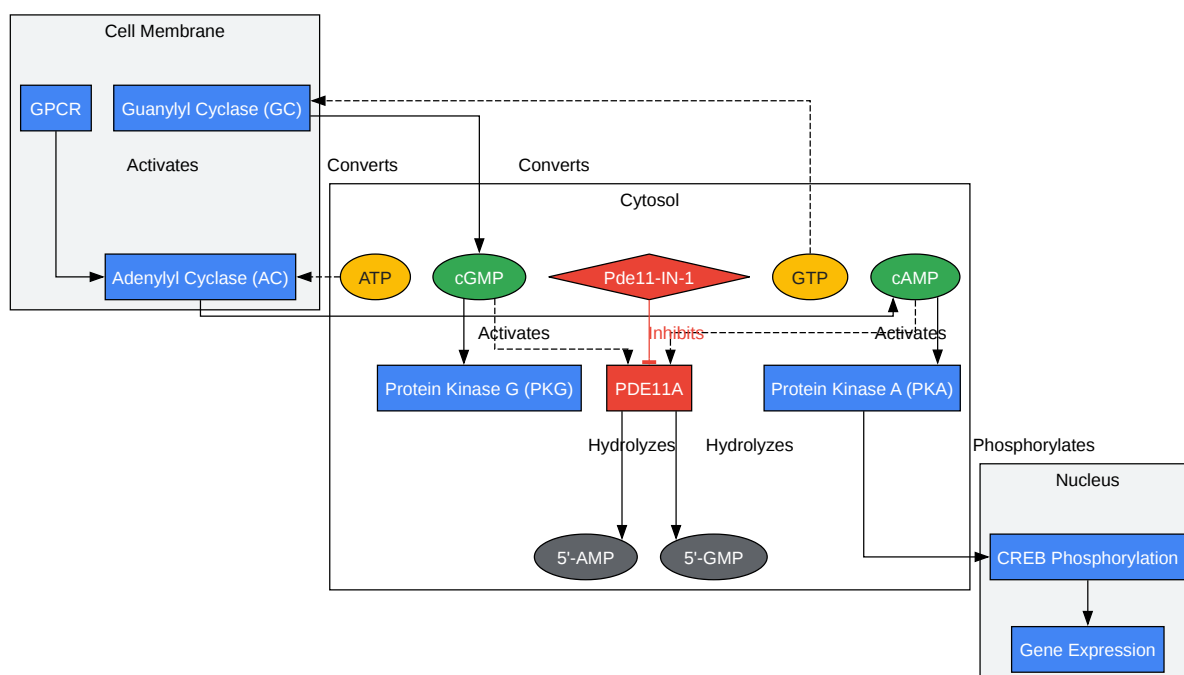 Cell Membrane
GPCR
Guanylyl Cyclase (GC)
Activates
Converts
Converts
Cytosol
Adenylyl Cyclase (AC)
ATP
cGMP
Pde11-IN-1
GTP
cAMP
Activates
Inhibits
Activates
Protein Kinase G (PKG)
PDE11A
Protein Kinase A (PKA)
Hydrolyzes
Hydrolyzes
Phosphorylates
Nucleus
5'-AMP
5'-GMP
CREB Phosphorylation
Gene Expression